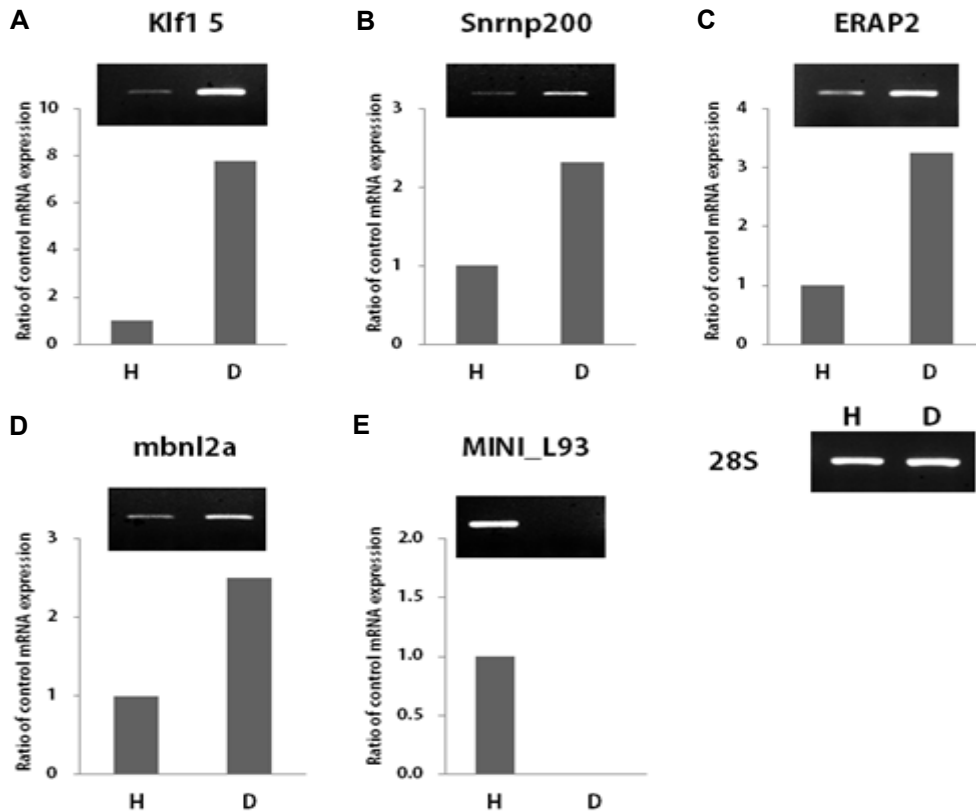 A
Klf1 5
Ratio of control mRNA expression
10
8
6
4
2
0
H D
B
Snrnp200
Ratio of control mRNA expression
3
2
1
0
H D
C
ERAP2
Ratio of control mRNA expression
4
3
2
1
0
H D
D
mbnl2a
Ratio of control mRNA expression
3
2
1
0
H D
E
MINI_L93
Ratio of control mRNA expression
2.0
1.5
1.0
0.5
0.0
H D
H D
28S